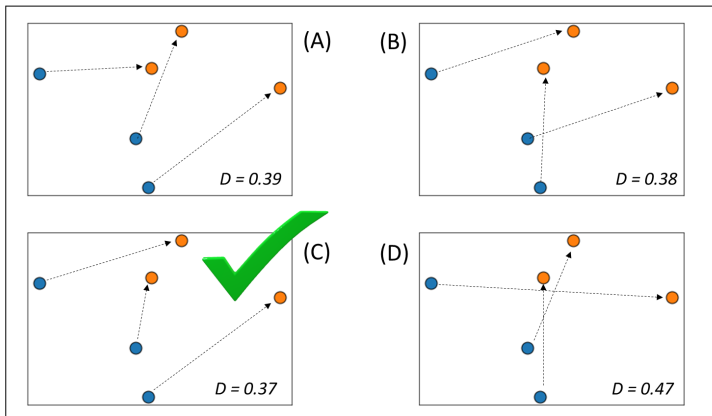 (A)
D = 0.39
(B)
D = 0.38
(C)
D = 0.37
(D)
D = 0.47